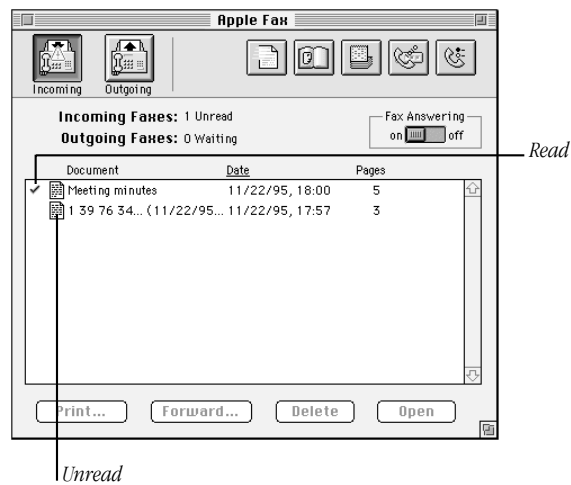 Apple Fax
Incoming Outgoing
Incoming Faxes: 1 Unread
Outgoing Faxes: 0 Waiting
Fax Answering
on off
Read
Document Date Pages
✓ Meeting minutes 11/22/95, 18:00 5
1 39 76 34... (11/22/95... 11/22/95, 17:57 3
Print... Forward... Delete Open
Unread